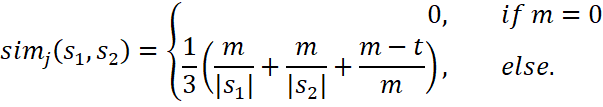 sim_j(s_1, s_2) = { 0, if m = 0
1/3 (m/|s_1| + m/|s_2| + (m − t)/m), else.